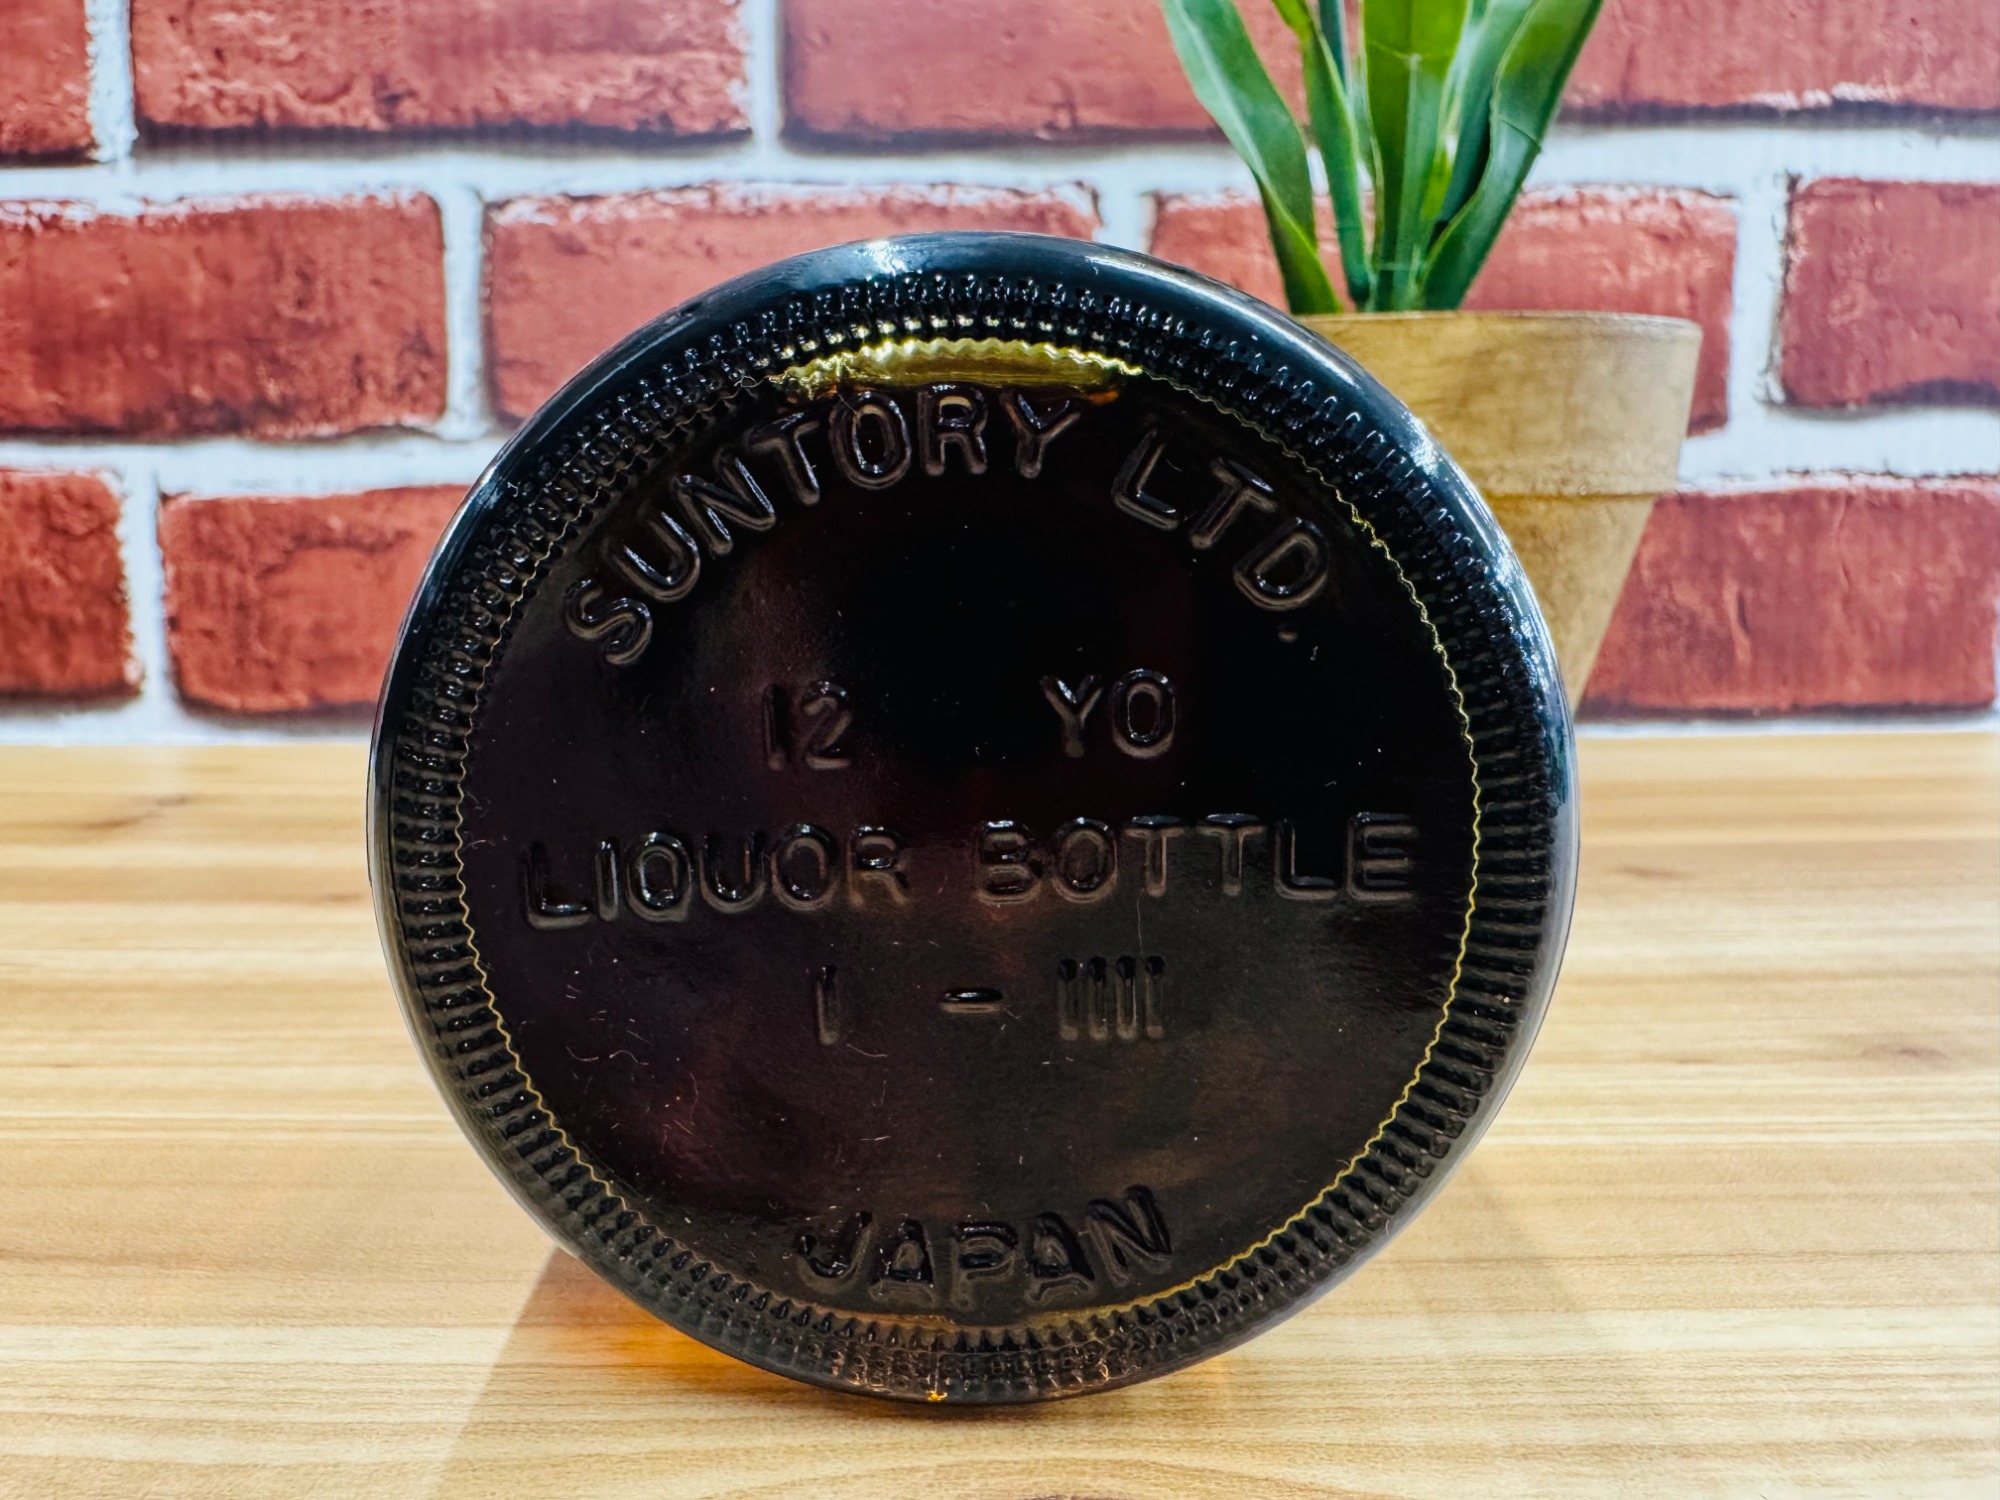 SUNTORY LTD.
12 YO
LIQUOR BOTTLE
I - IIII
JAPAN